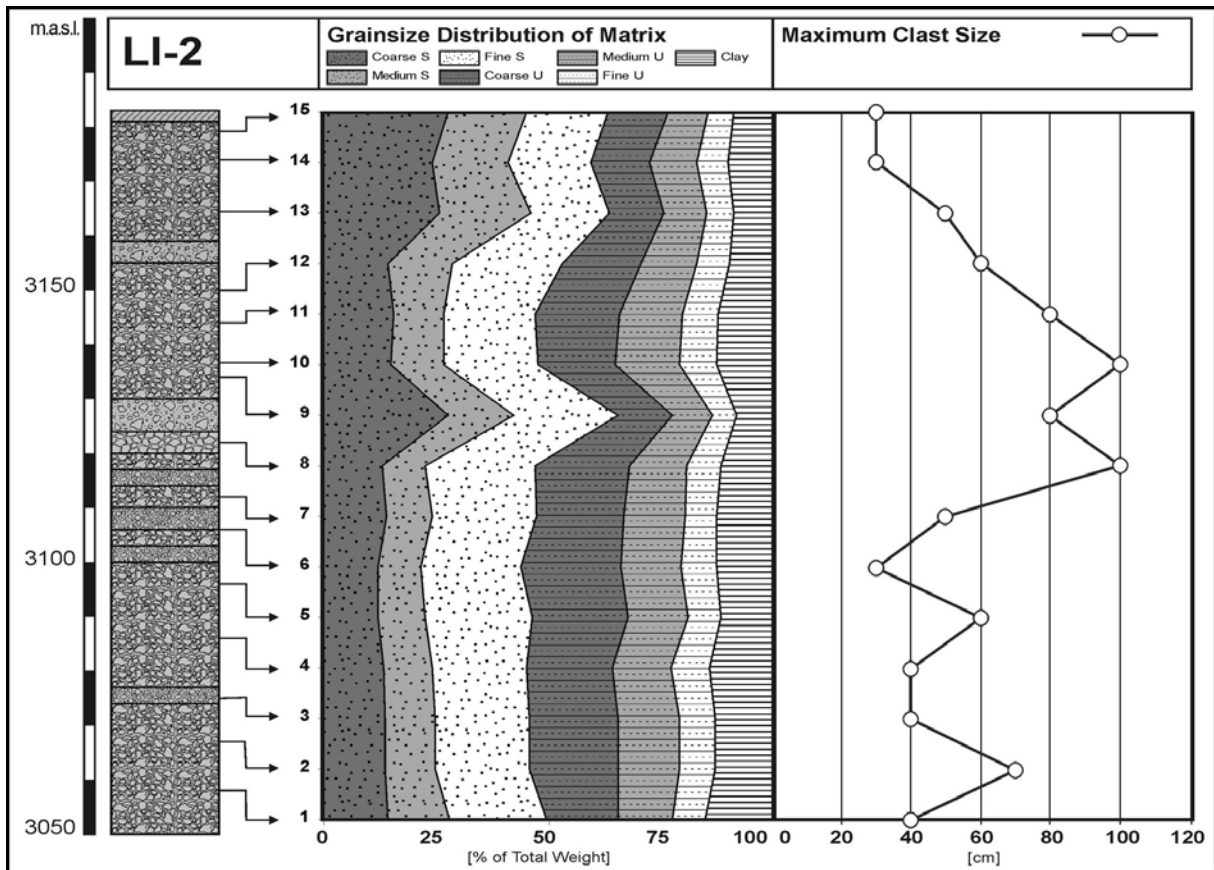 m.a.s.l.
LI-2
Grainsize Distribution of Matrix
Coarse S Fine S Medium U Clay
Medium S Coarse U Fine U
Maximum Clast Size
15
14
13
12
3150
11
10
9
8
7
3100
6
5
4
3
2
3050
1
0 25 50 75 100
[% of Total Weight]
0 20 40 60 80 100 120
[cm]